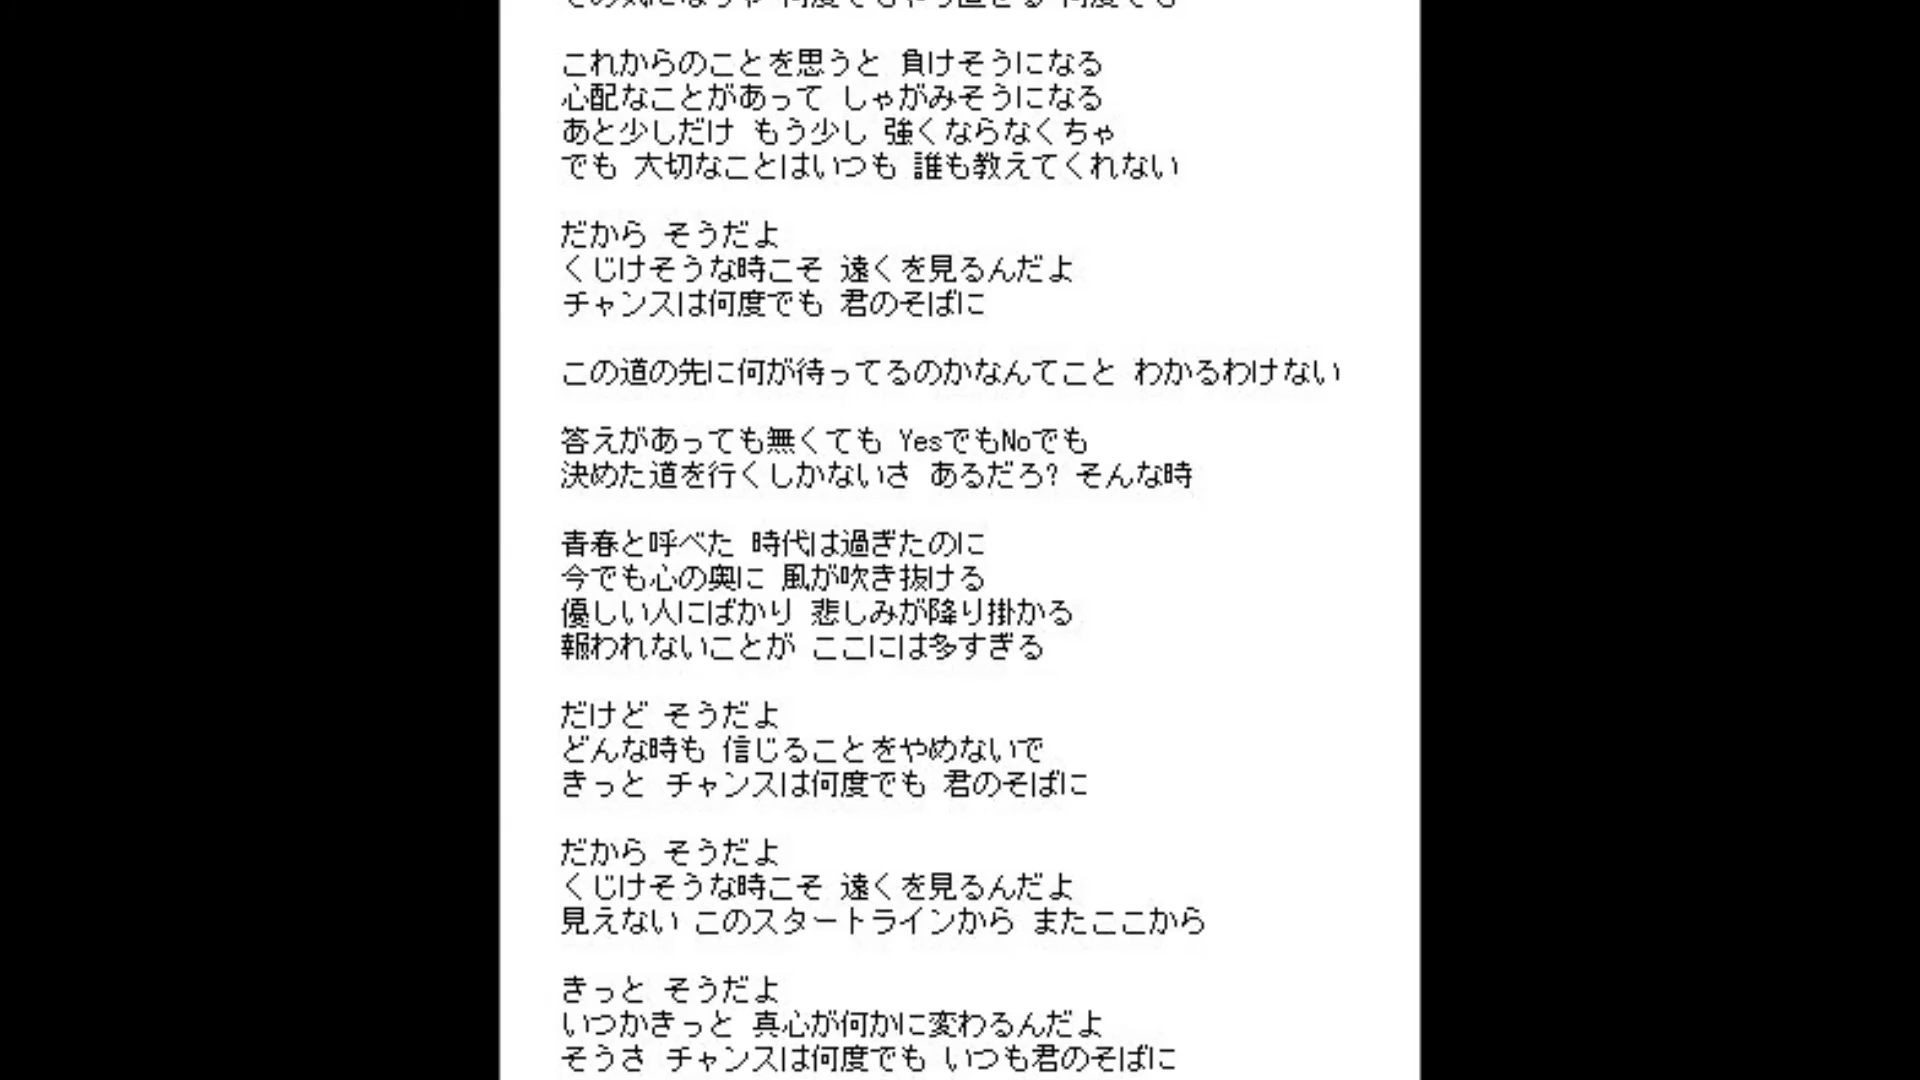 これからのことを思うと 負けそうになる
心配なことがあって しゃがみそうになる
あと少しだけ もう少し 強くならなくちゃ
でも 大切なことはいつも 誰も教えてくれない
だから そうだよ
くじけそうな時こそ 遠くを見るんだよ
チャンスは何度でも 君のそばに
この道の先に何が待ってるのかなんてこと わかるわけない
答えがあっても無くても YesでもNoでも
決めた道を行くしかないさ あるだろ? そんな時
青春と呼べた 時代は過ぎたのに
今でも心の奥に 風が吹き抜ける
優しい人にばかり 悲しみが降り掛かる
報われないことが ここには多すぎる
だけど そうだよ
どんな時も 信じることをやめないで
きっと チャンスは何度でも 君のそばに
だから そうだよ
くじけそうな時こそ 遠くを見るんだよ
見えない このスタートラインから またここから
きっと そうだよ
いつかきっと 真心が何かに変わるんだよ
そうさ チャンスは何度でも いつも君のそばに